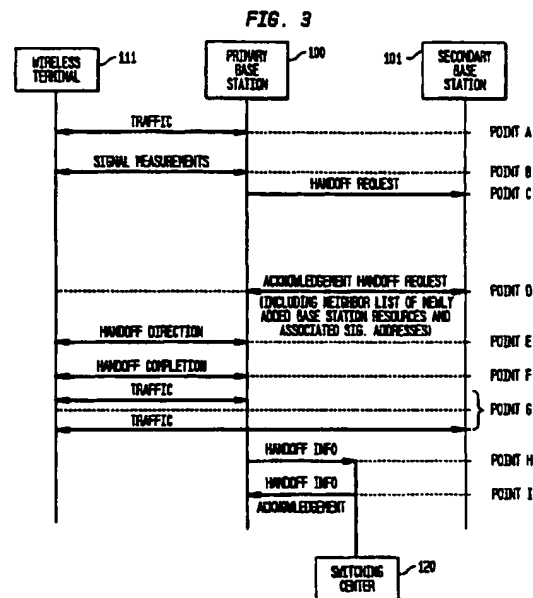 FIG. 3
WIRELESS
TERMINAL
111
PRIMARY
BASE
STATION
100
101
SECONDARY
BASE
STATION
TRAFFIC
POINT A
SIGNAL MEASUREMENTS
POINT B
HANDOFF REQUEST
POINT C
ACKNOWLEDGEMENT HANDOFF REQUEST
POINT D
(INCLUDING NEIGHBOR LIST OF NEWLY
ADDED BASE STATION RESOURCES AND
ASSOCIATED SIG. ADDRESSES)
HANDOFF DIRECTION
POINT E
HANDOFF COMPLETION
POINT F
TRAFFIC
POINT G
TRAFFIC
HANDOFF INFO
POINT H
HANDOFF INFO
POINT I
ACKNOWLEDGEMENT
SWITCHING
CENTER
120